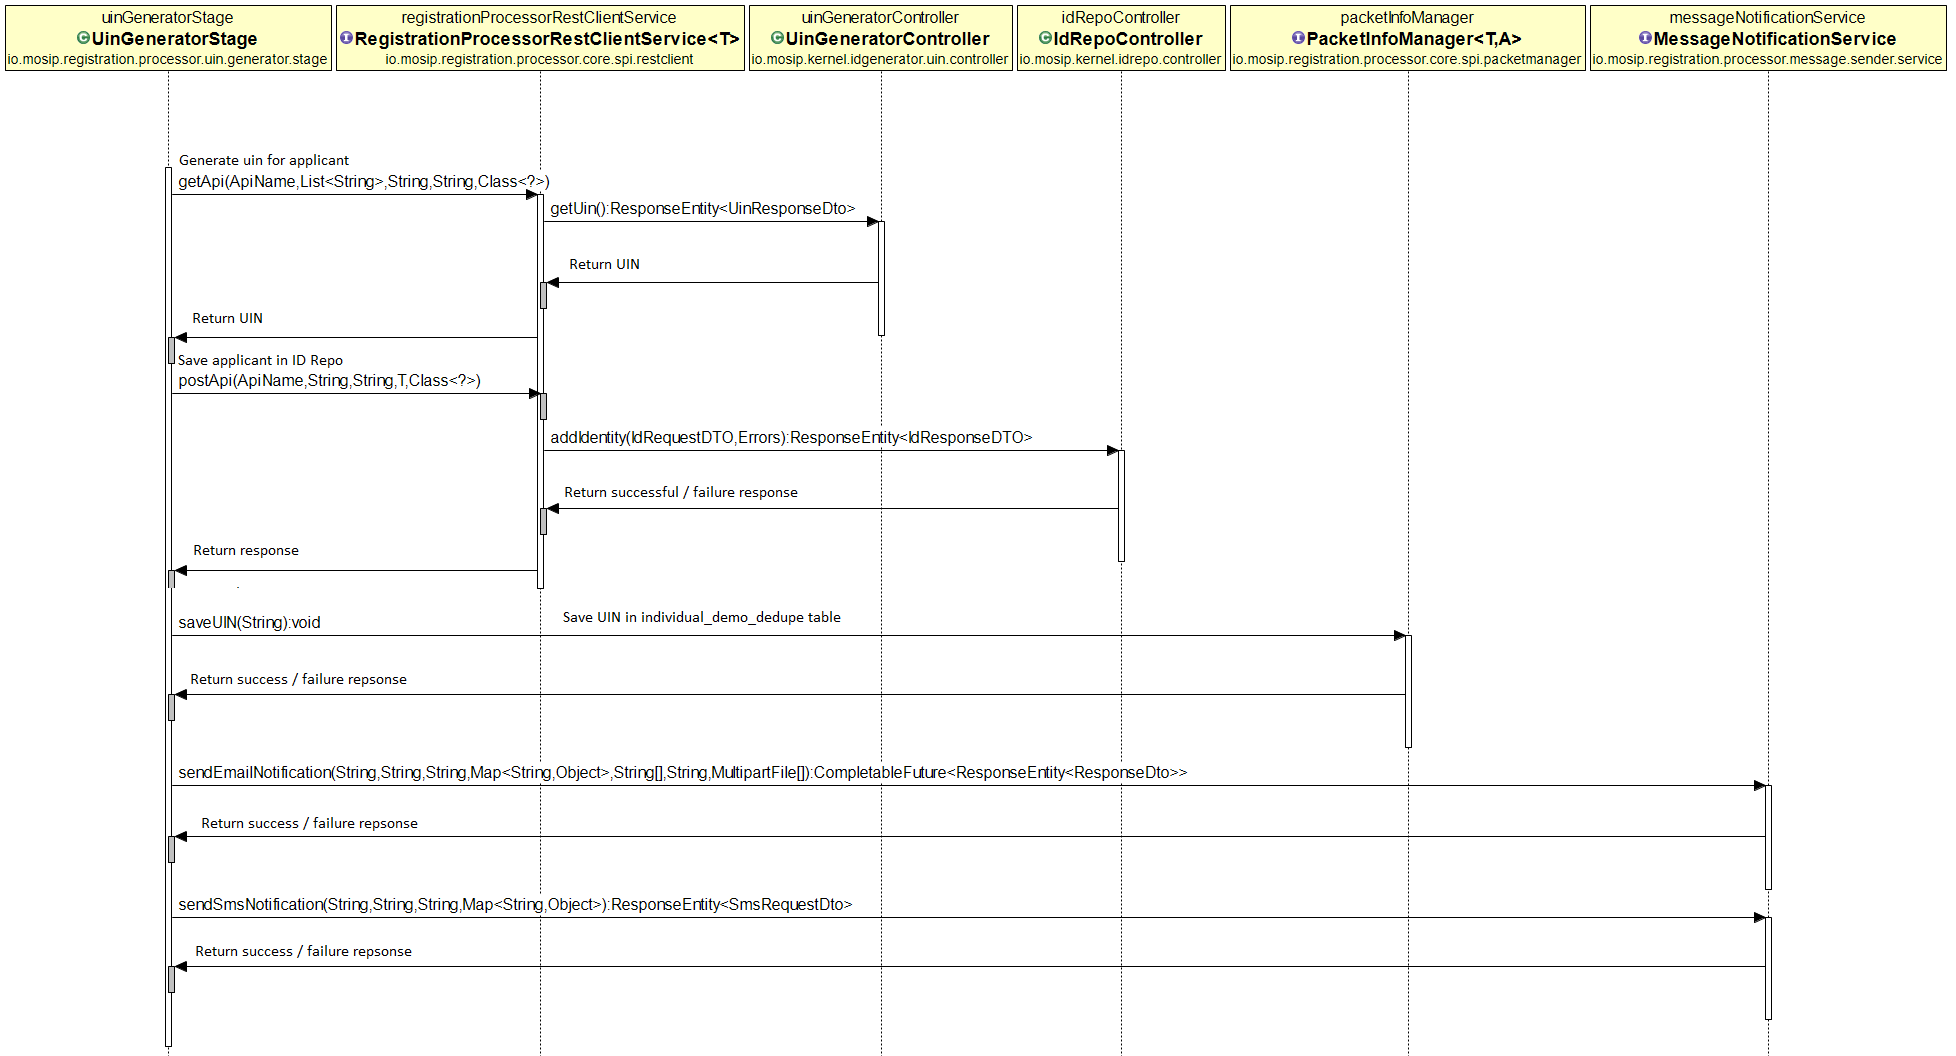 uinGeneratorStage
UinGeneratorStage
io.mosip.registration.processor.uin.generator.stage
registrationProcessorRestClientService
RegistrationProcessorRestClientService<T>
io.mosip.registration.processor.core.spi.restclient
uinGeneratorController
UinGeneratorController
io.mosip.kernel.idgenerator.uin.controller
idRepoController
IdRepoController
io.mosip.kernel.idrepo.controller
packetInfoManager
PacketInfoManager<T,A>
io.mosip.registration.processor.core.spi.packetmanager
messageNotificationService
MessageNotificationService
io.mosip.registration.processor.message.sender.service
Generate uin for applicant
getApi(ApiName,List<String>,String,String,Class<?>)
getUin():ResponseEntity<UinResponseDto>
Return UIN
Return UIN
Save applicant in ID Repo
postApi(ApiName,String,String,T,Class<?>)
addIdentity(IdRequestDTO,Errors):ResponseEntity<IdResponseDTO>
Return successful / failure response
Return response
saveUIN(String):void
Save UIN in individual_demo_dedupe table
Return success / failure repsonse
sendEmailNotification(String,String,String,Map<String,Object>,String[],String,MultipartFile[]):CompletableFuture<ResponseEntity<ResponseDto>>
Return success / failure repsonse
sendSmsNotification(String,String,String,Map<String,Object>):ResponseEntity<SmsRequestDto>
Return success / failure repsonse